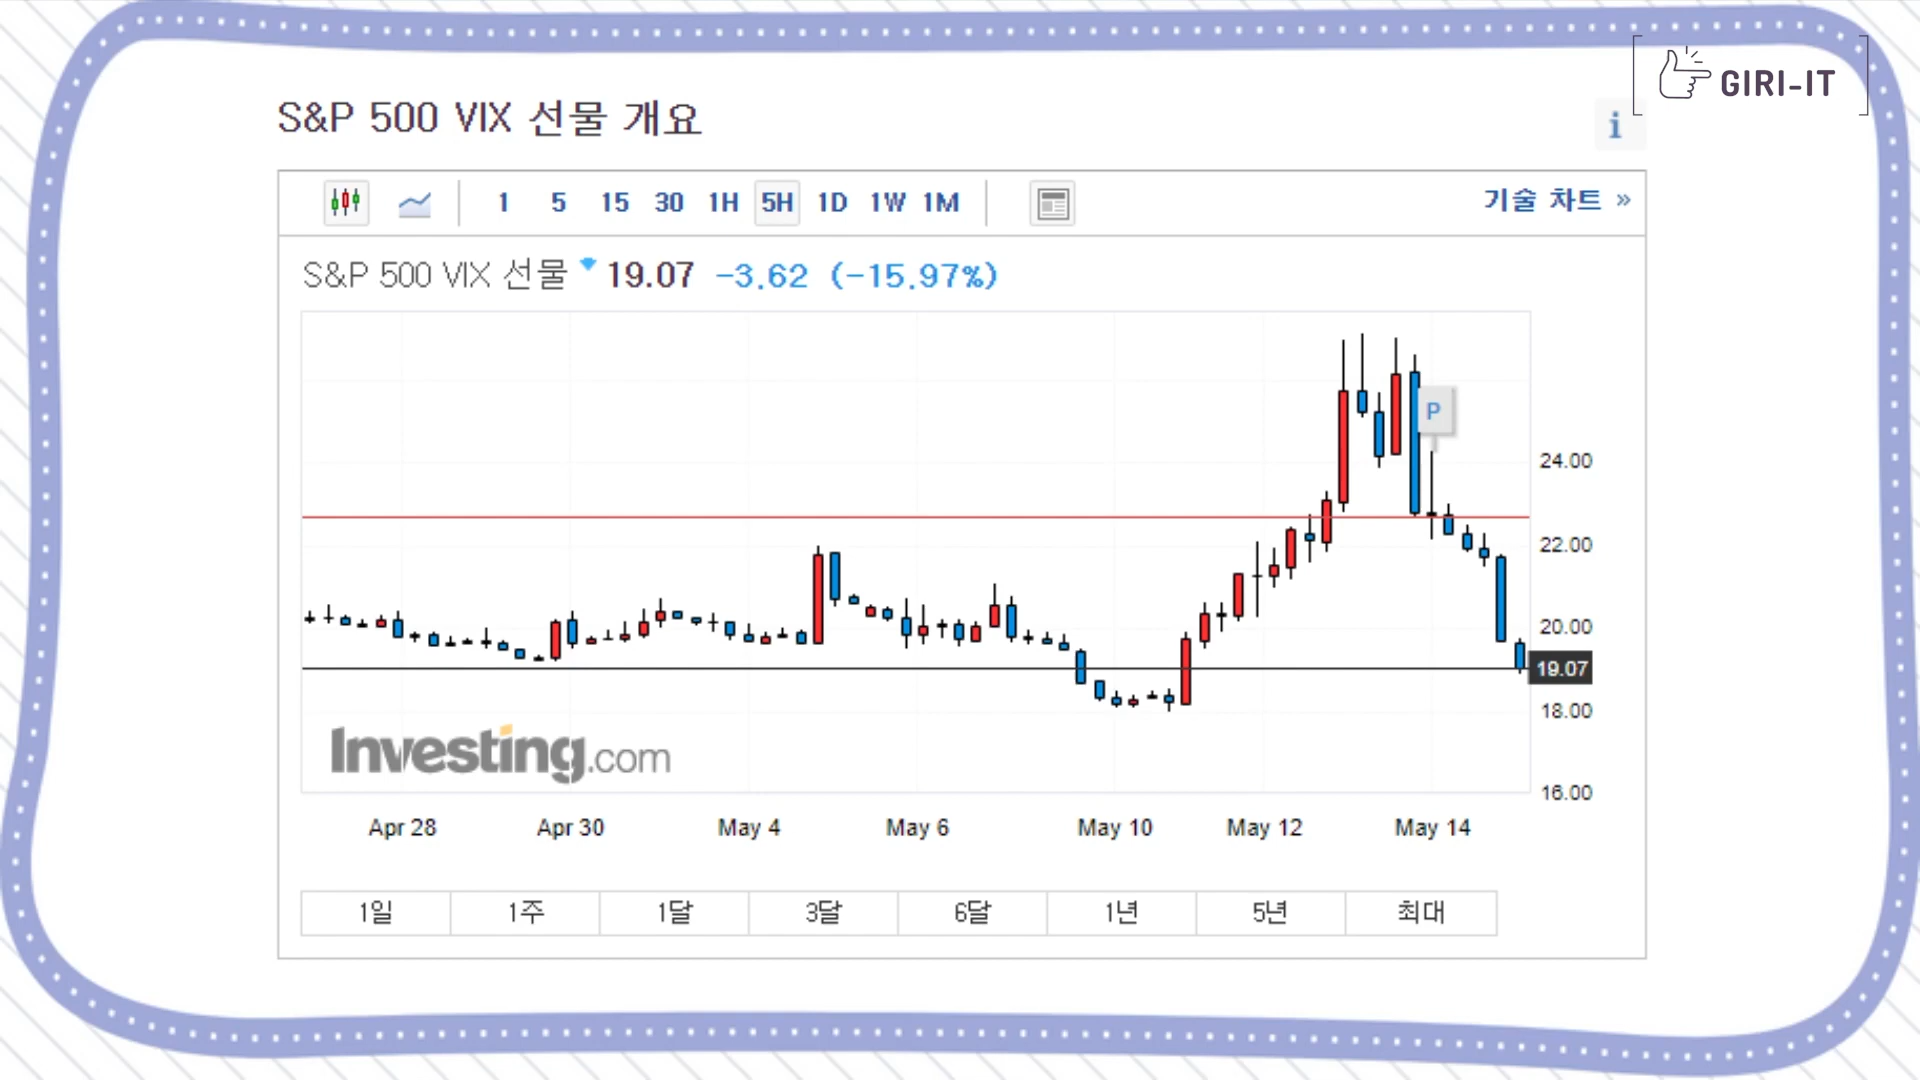 GIRI-IT
S&P 500 VIX 선물 개요
i
1 5 15 30 1H 5H 1D 1W 1M
기술 차트 »
S&P 500 VIX 선물 19.07 -3.62 (-15.97%)
P
24.00
22.00
20.00
19.07
18.00
16.00
Investing.com
Apr 28 Apr 30 May 4 May 6 May 10 May 12 May 14
1일 1주 1달 3달 6달 1년 5년 최대